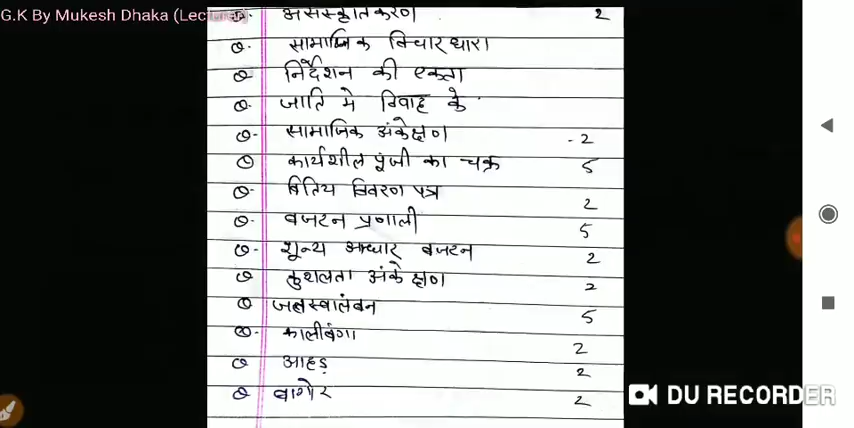 G.K By Mukesh Dhaka (Lecturer)
Q. असंस्कृतिकरण 2
Q. सामाजिक विचारधारा
Q निर्देशन की एकता
Q. जाति मे विवाह के
Q. सामाजिक अंकेक्षण - 2
Q कार्यशील पूंजी का चक्र 5
Q. वितिय विवरण पत्र 2
Q. बजटन प्रणाली 5
Q. शून्य आधार बजटन 2
Q कुशलता अंकेक्षण 2
Q जलस्वालंबन 5
Q. कालीबंगा 2
Q आहड़ 2
Q बागोर 2
DU RECORDER